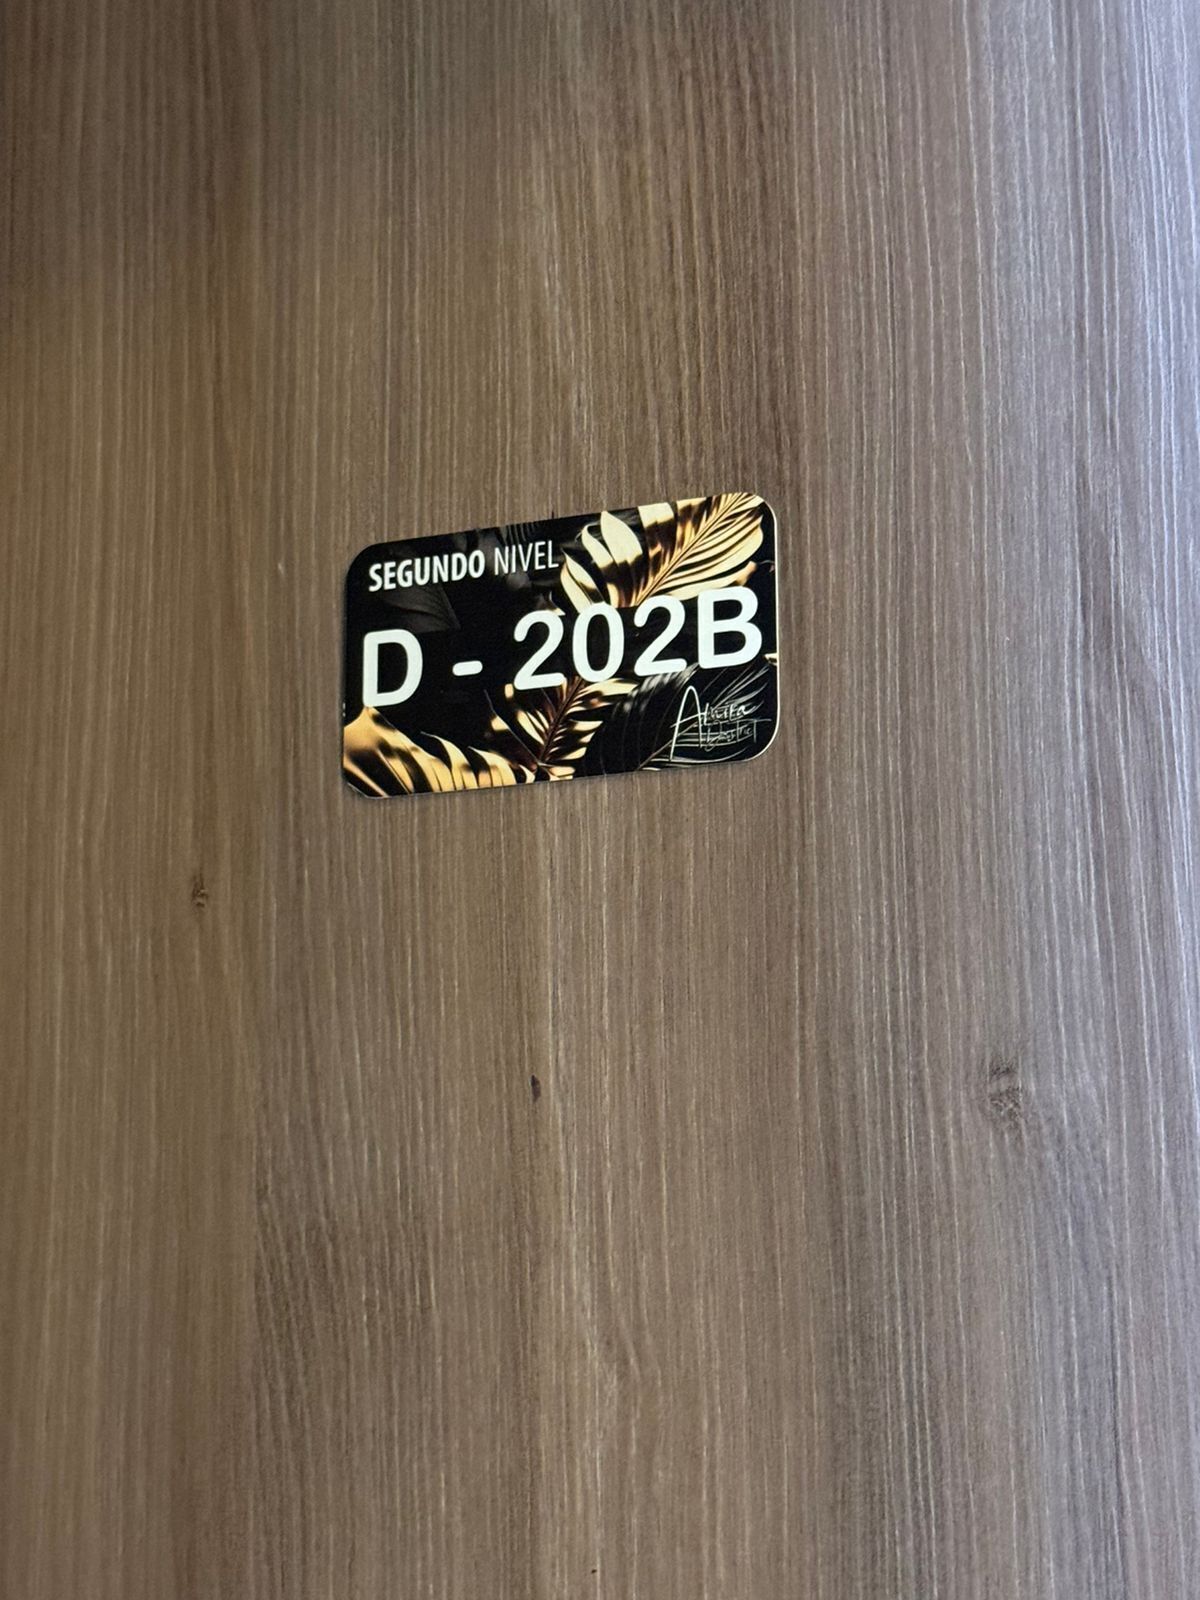 SEGUNDO NIVEL
D - 202B